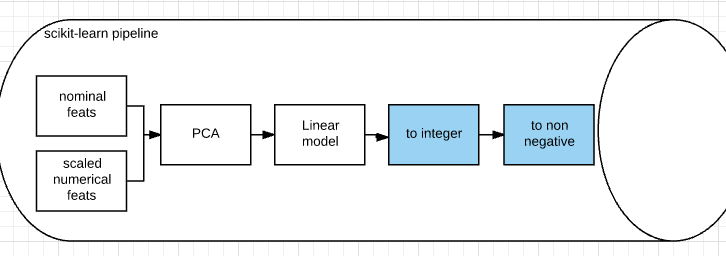 scikit-learn pipeline
nominal
feats
scaled
numerical
feats
PCA
Linear
model
to integer
to non
negative